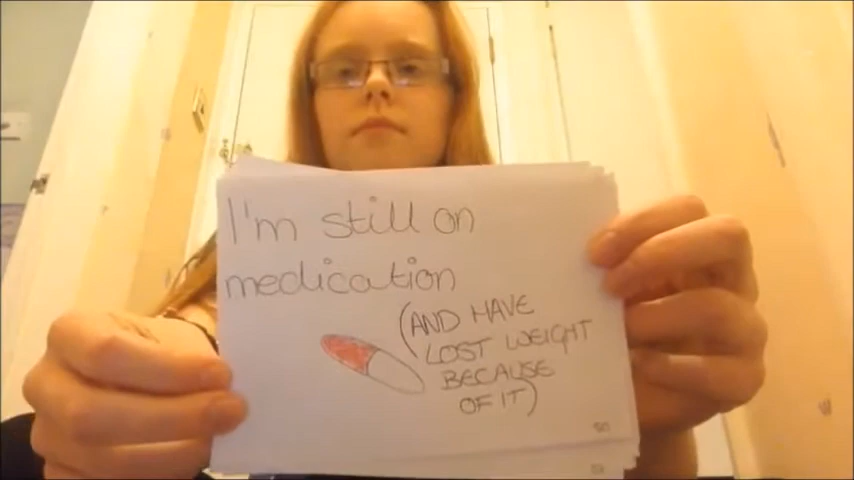 I'm still on
medication
(AND HAVE
LOST WEIGHT
BECAUSE
OF IT)